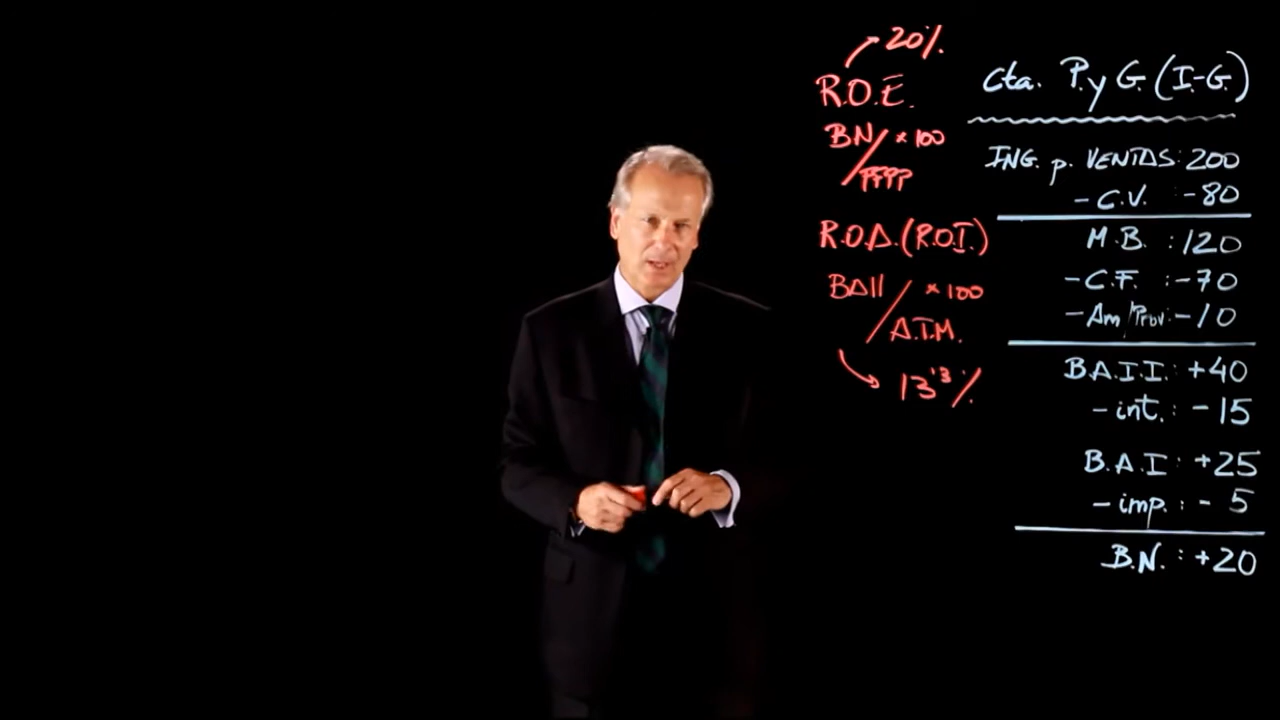 20%
R.O.E.
BN/ × 100
FFPP
R.O.A. (R.O.I.)
BAII / × 100
A.T.M.
13'3%
Cta. P. y G. (I-G.)
ING. p. VENTAS: 200
- C.V. : -80
M.B. : 120
- C.F. : -70
- Am/Prov: -10
B.A.I.I.: +40
- int. : -15
B.A.I : +25
- imp. : - 5
B.N. : +20